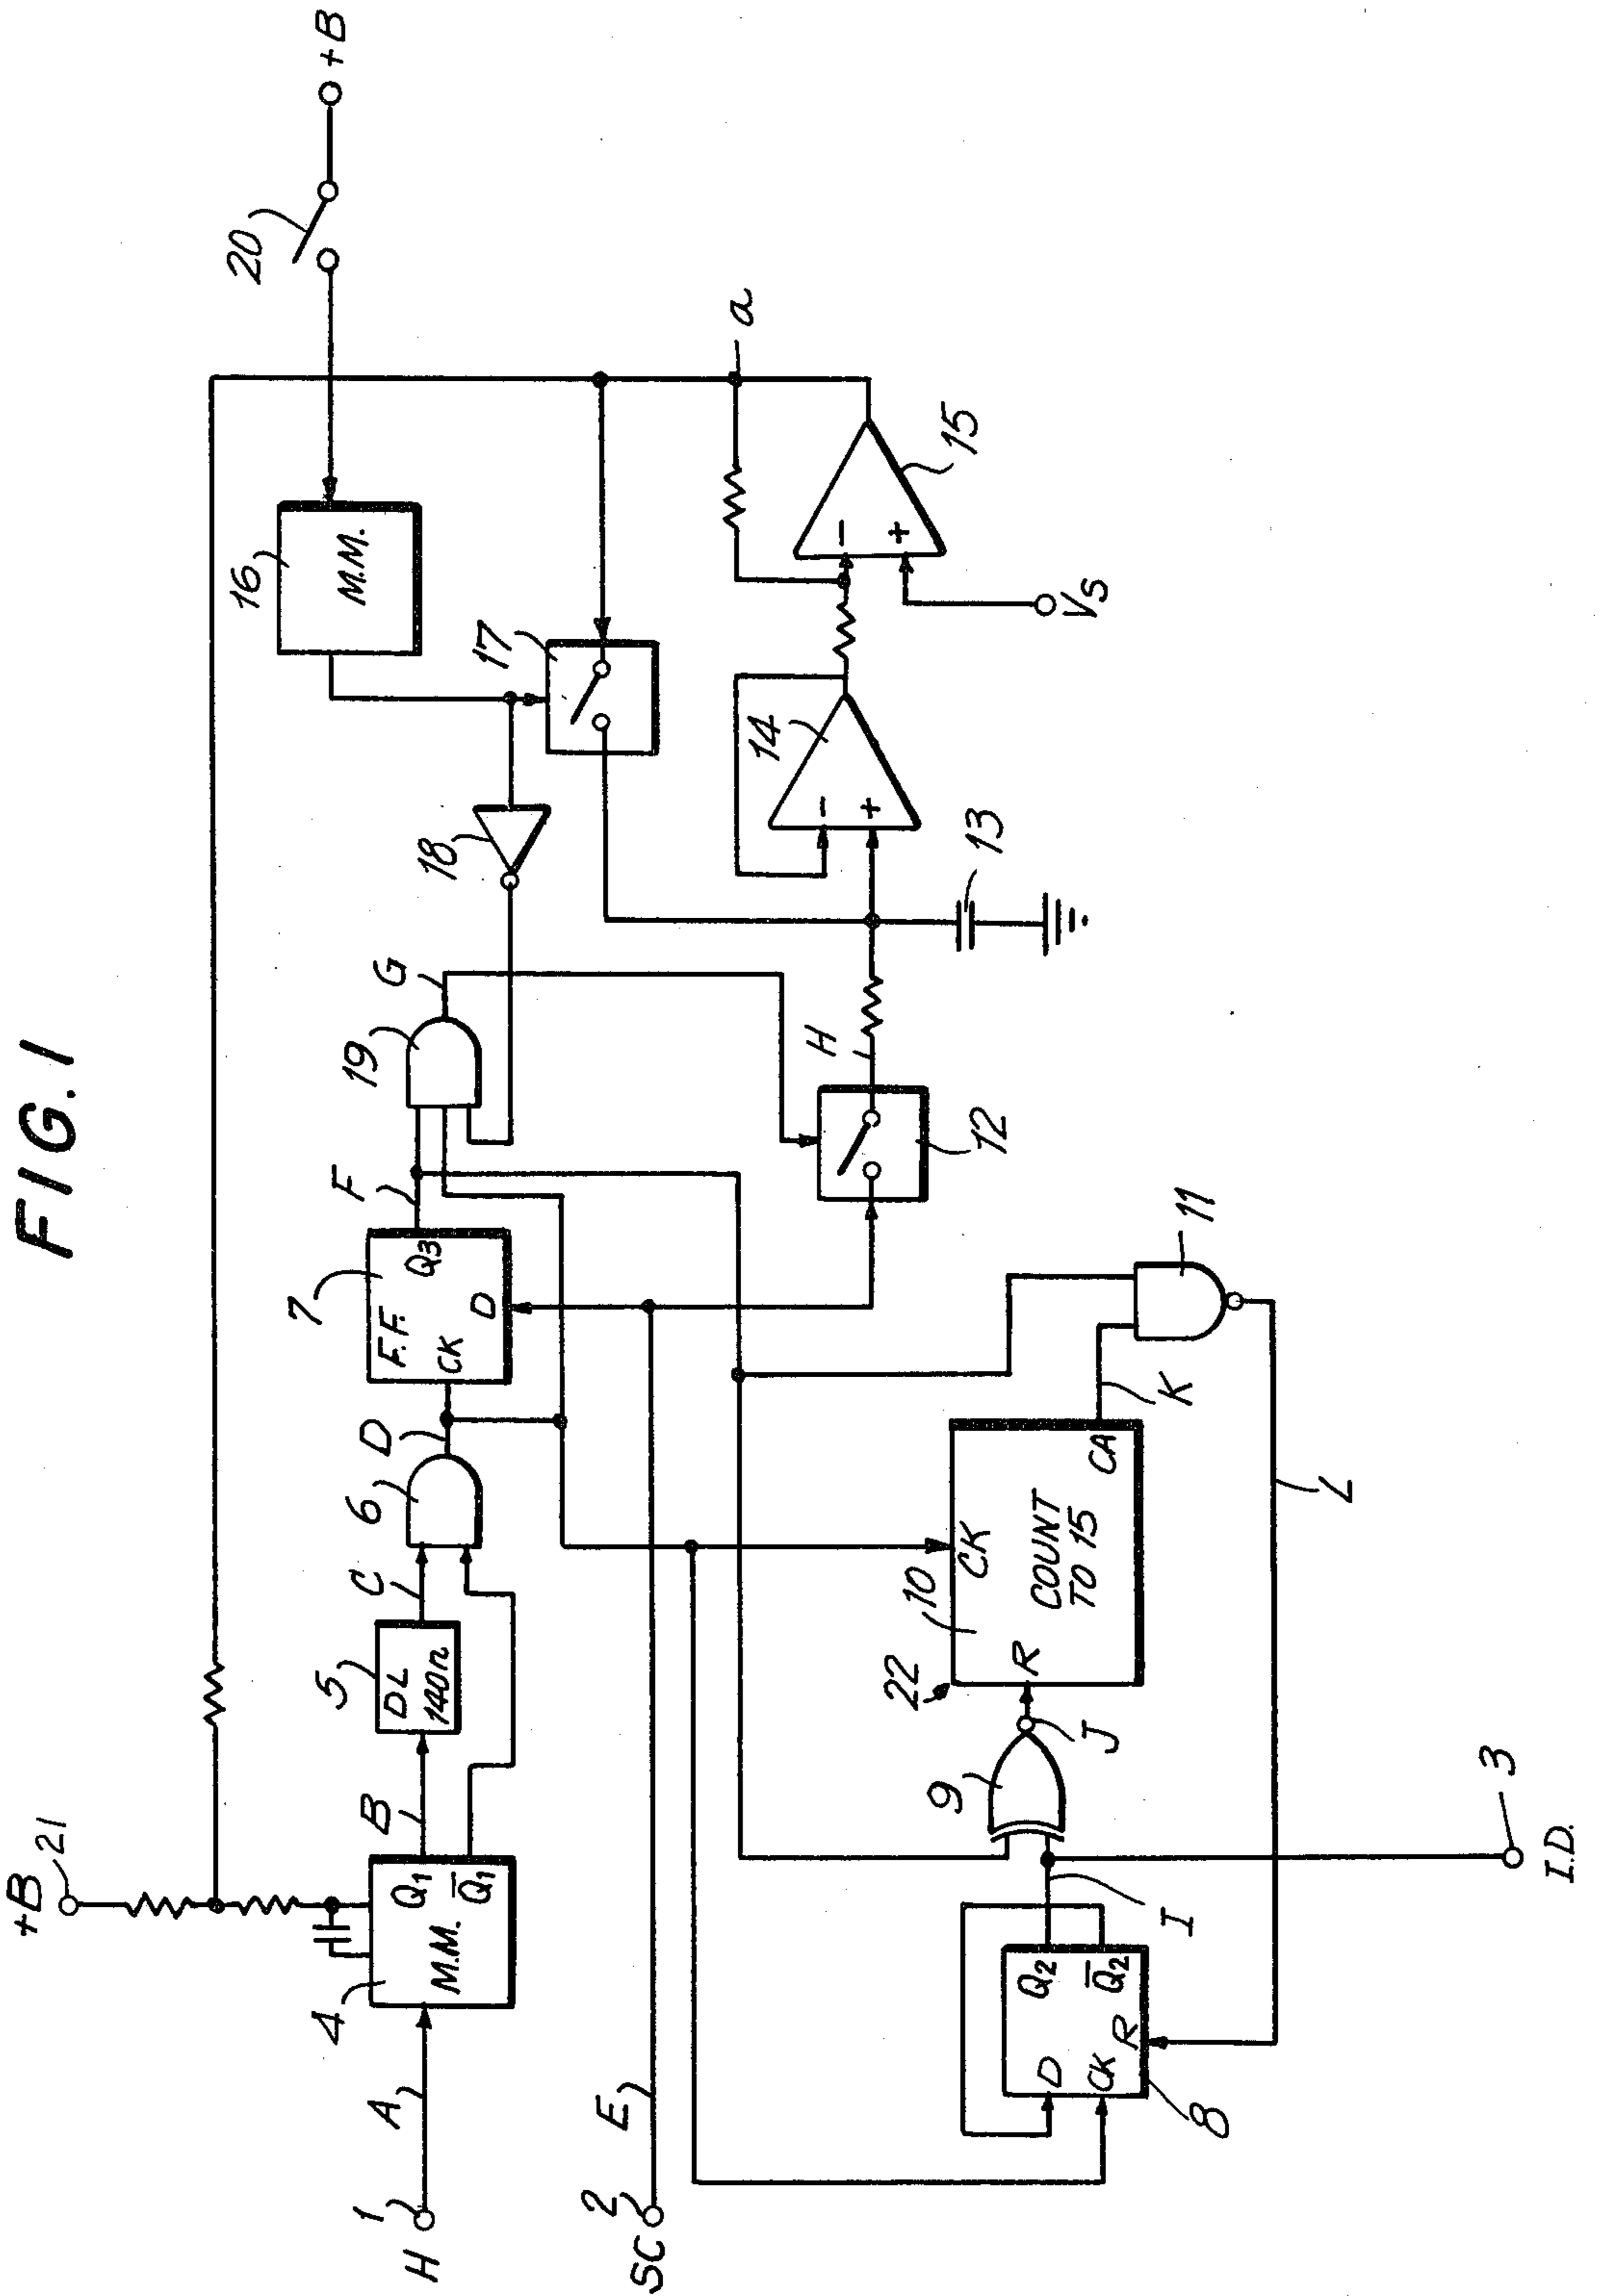 FIG. 1
+B
21
20
+B
16
M.M.
a
H
1
A
4
M.M.
Q1
Q̅1
B
5
DL
140n
C
6
D
7
F.F.
Q3
CK
D
F
19
G
18
17
15
-
+
VS
14
-
+
13
H
12
SC
2
E
8
D
CK
R
Q2
Q̅2
I
9
J
22
10
CK
R
COUNT
TO 15
CA
K
11
L
3
I.D.